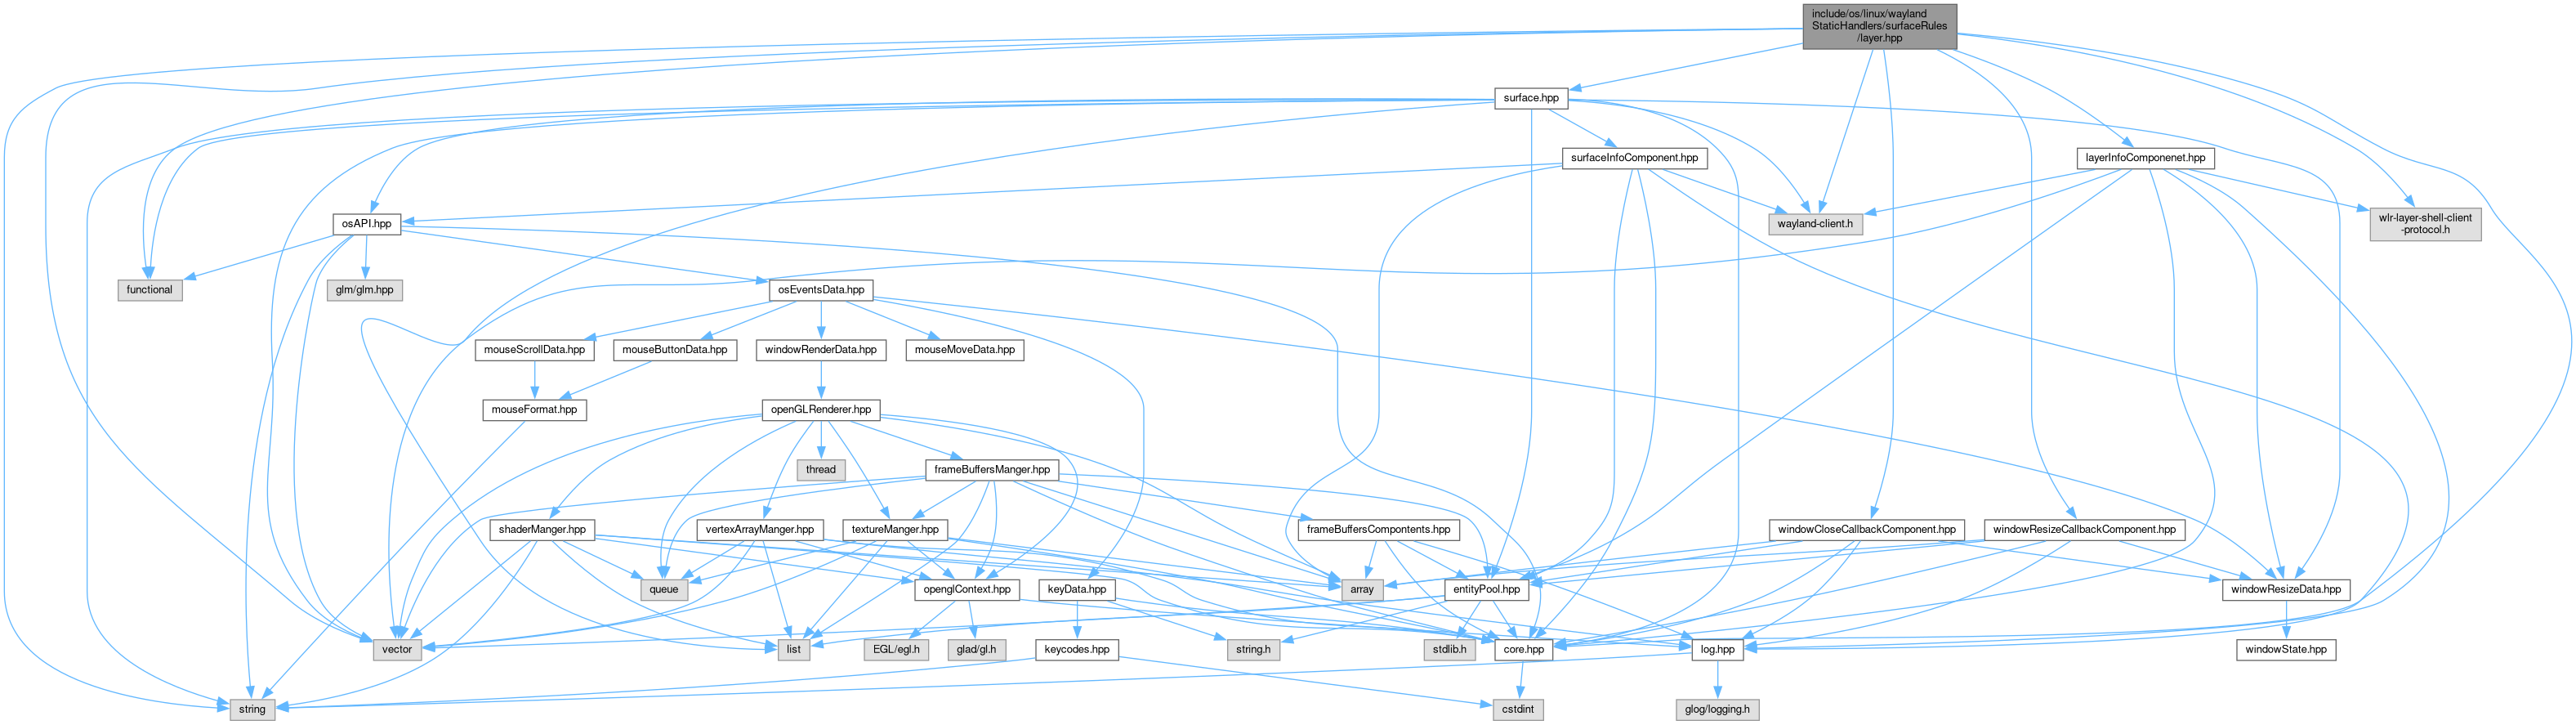 include/os/linux/wayland
StaticHandlers/surfaceRules
/layer.hpp
surface.hpp
surfaceInfoComponent.hpp
layerInfoComponenet.hpp
osAPI.hpp
wayland-client.h
wlr-layer-shell-client
-protocol.h
functional
glm/glm.hpp
osEventsData.hpp
mouseScrollData.hpp
mouseButtonData.hpp
windowRenderData.hpp
mouseMoveData.hpp
mouseFormat.hpp
openGLRenderer.hpp
thread
frameBuffersManger.hpp
shaderManger.hpp
vertexArrayManger.hpp
textureManger.hpp
frameBuffersCompontents.hpp
windowCloseCallbackComponent.hpp
windowResizeCallbackComponent.hpp
queue
openglContext.hpp
keyData.hpp
array
entityPool.hpp
windowResizeData.hpp
vector
list
EGL/egl.h
glad/gl.h
keycodes.hpp
string.h
stdlib.h
core.hpp
log.hpp
windowState.hpp
string
cstdint
glog/logging.h